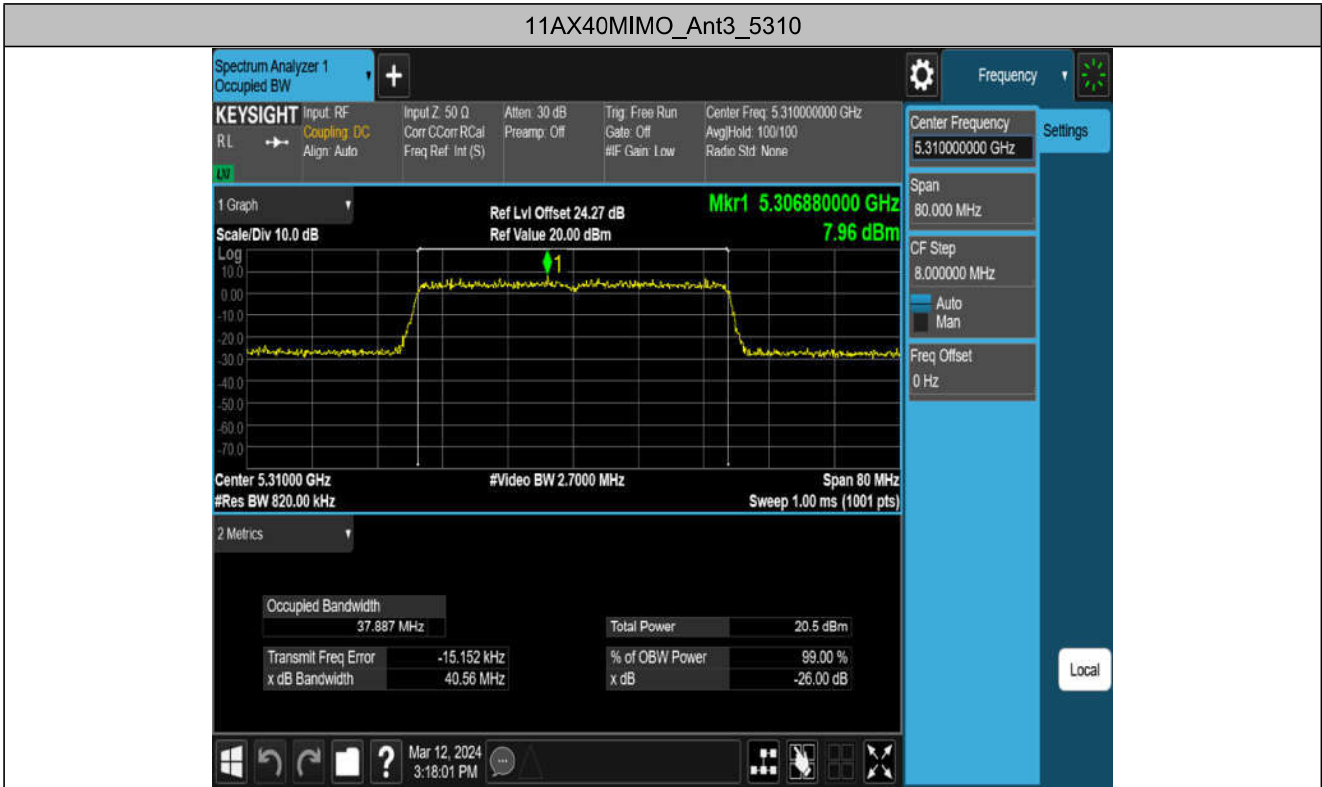 11AX40MIMO_Ant3_5310
Spectrum Analyzer 1
Occupied BW
+
Frequency
KEYSIGHT
R L
LXI
Input: RF
Coupling: DC
Align: Auto
Input Z: 50 Ω
Corr CCorr RCal
Freq Ref: Int (S)
Atten: 30 dB
Preamp: Off
Trig: Free Run
Gate: Off
#IF Gain: Low
Center Freq: 5.310000000 GHz
Avg|Hold: 100/100
Radio Std: None
Center Frequency
5.310000000 GHz
Settings
Span
80.000 MHz
CF Step
8.000000 MHz
Auto
Man
Freq Offset
0 Hz
Local
1 Graph
Scale/Div 10.0 dB
Ref Lvl Offset 24.27 dB
Ref Value 20.00 dBm
Mkr1 5.306880000 GHz
7.96 dBm
Log
10.0
0.00
-10.0
-20.0
-30.0
-40.0
-50.0
-60.0
-70.0
1
Center 5.31000 GHz
#Res BW 820.00 kHz
#Video BW 2.7000 MHz
Span 80 MHz
Sweep 1.00 ms (1001 pts)
2 Metrics
Occupied Bandwidth
37.887 MHz
Total Power 20.5 dBm
Transmit Freq Error -15.152 kHz
% of OBW Power 99.00 %
x dB Bandwidth 40.56 MHz
x dB -26.00 dB
?
Mar 12, 2024
3:18:01 PM